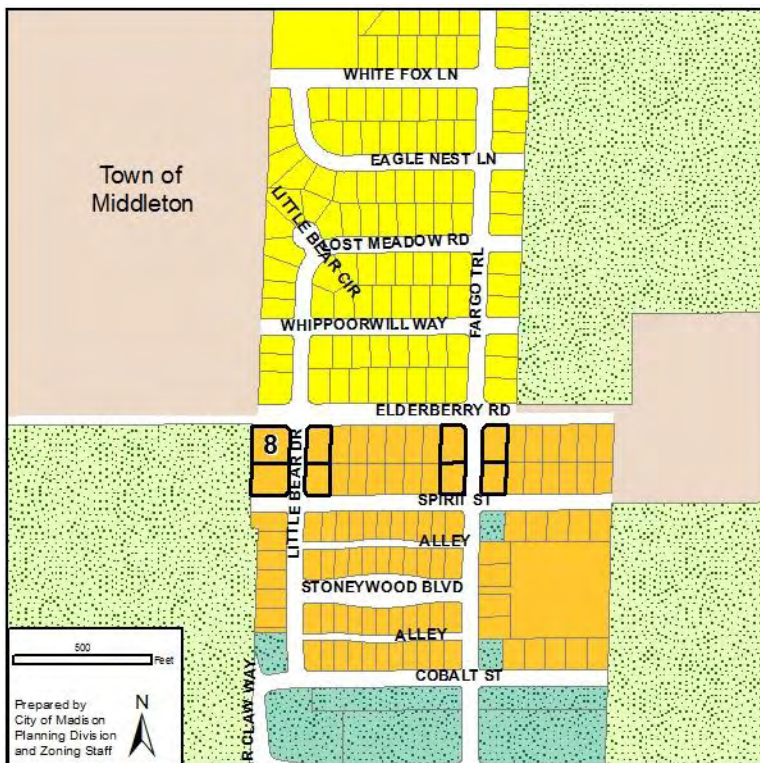 WHITE FOX LN
EAGLE NEST LN
Town of
Middleton
LITTLE BEAR CIR
LOST MEADOW RD
FARGO TRL
WHIPPOORWILL WAY
ELDERBERRY RD
8
LITTLE BEAR DR
SPIRIT ST
ALLEY
STONEYWOOD BLVD
ALLEY
COBALT ST
R CLAW WAY
500
Feet
Prepared by
City of Madison
Planning Division
and Zoning Staff
N